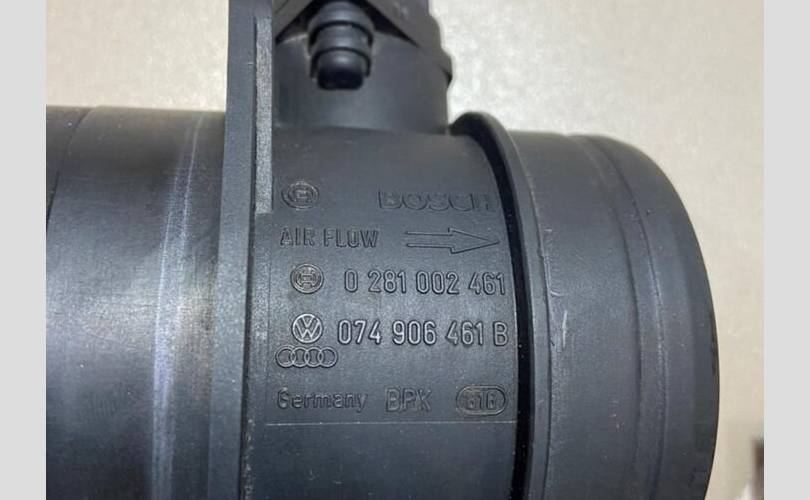 BOSCH
AIR FLOW
0 281 002 461
074 906 461 B
Germany BPK